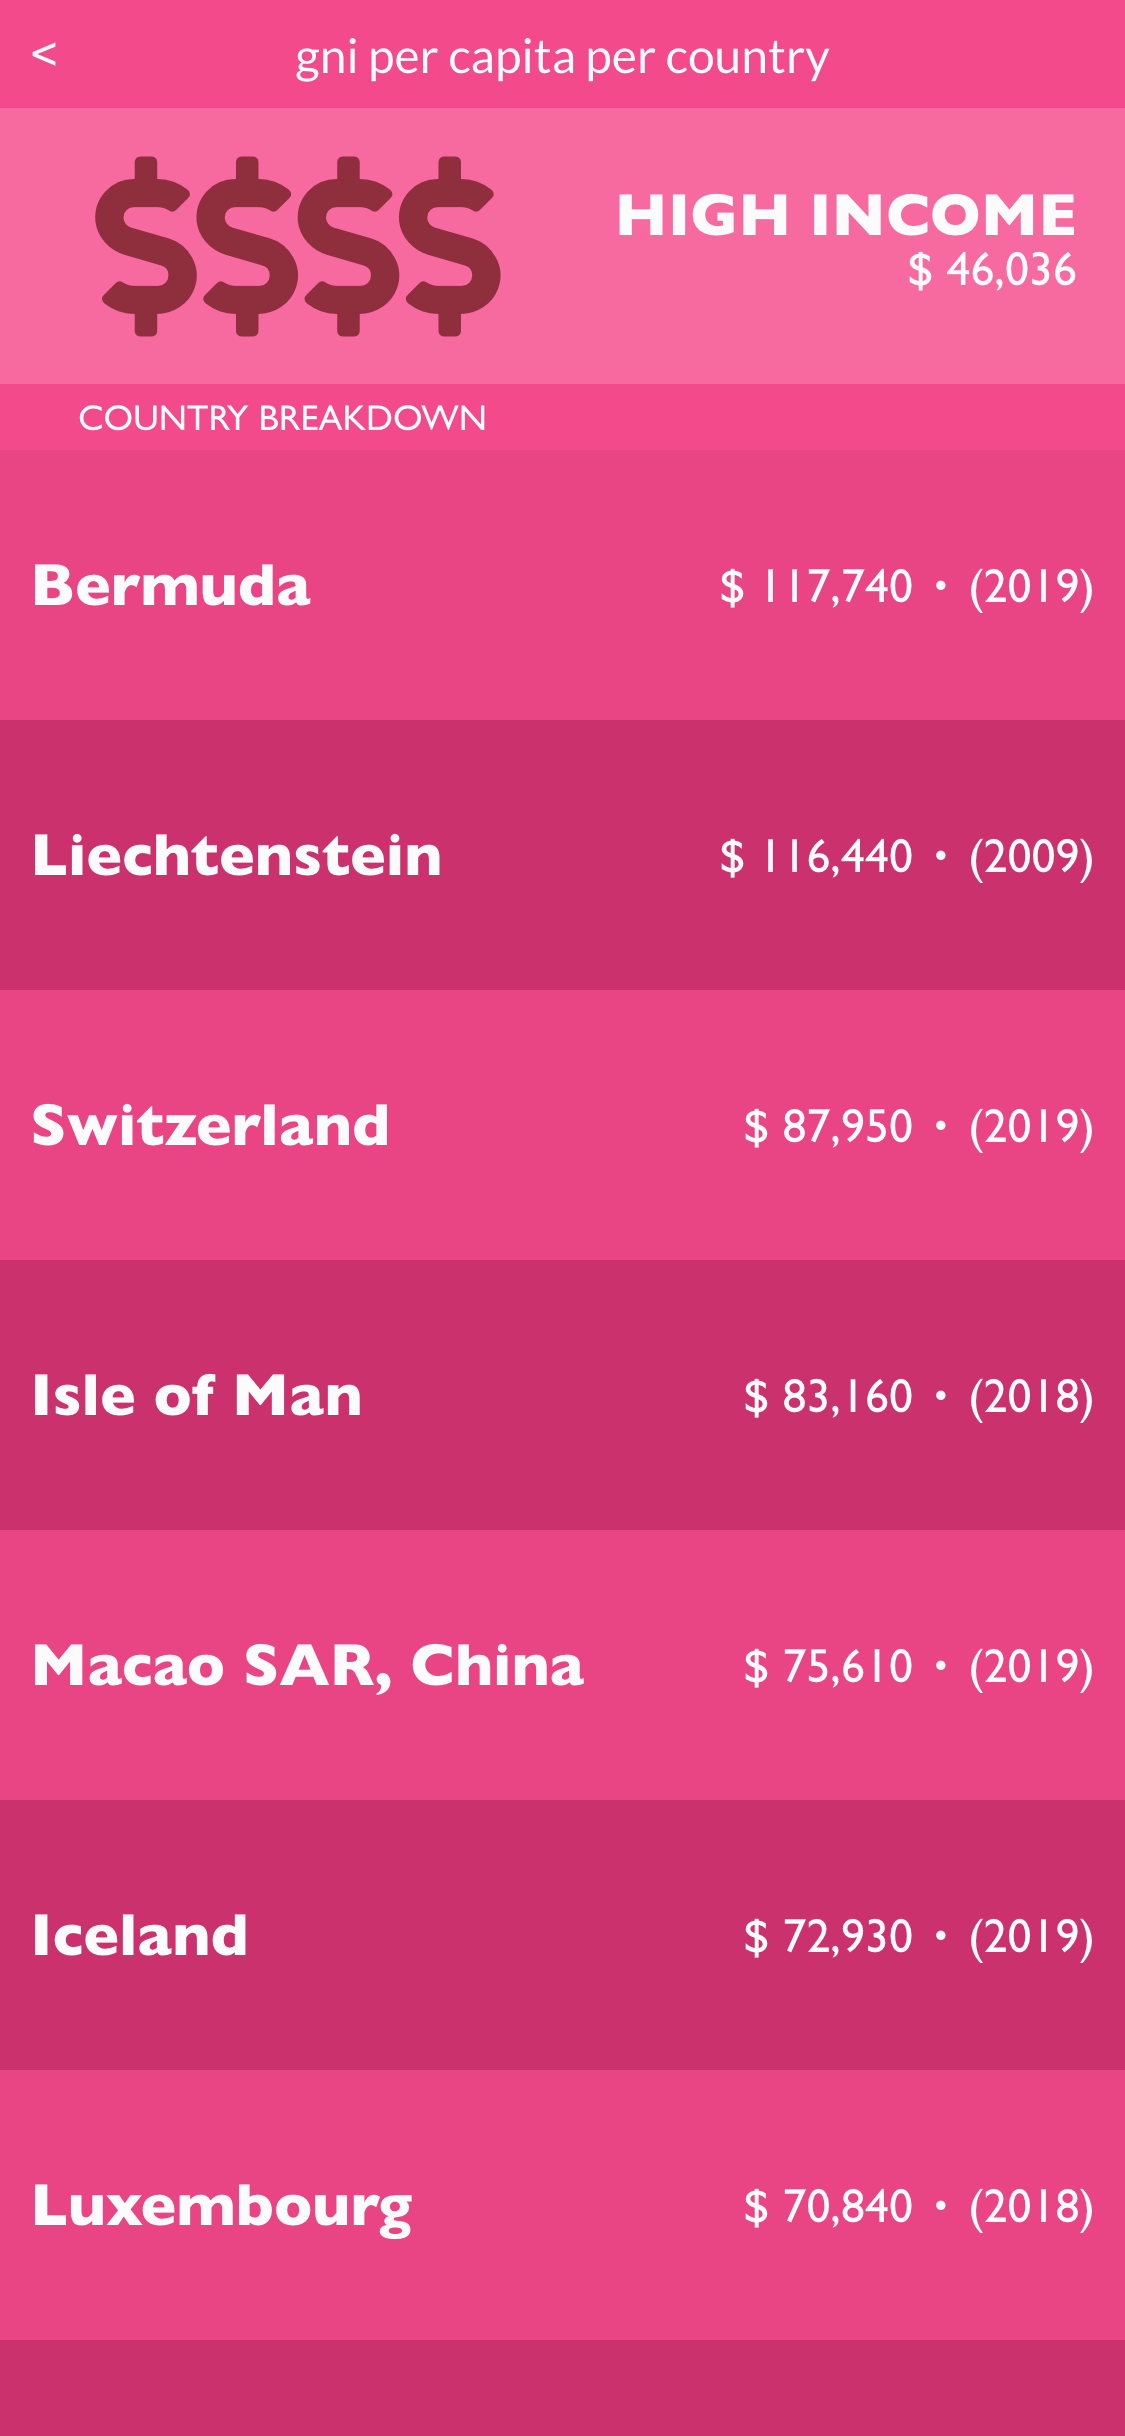 < gni per capita per country
$$$$
HIGH INCOME
$ 46,036
COUNTRY BREAKDOWN
Bermuda $ 117,740 • (2019)
Liechtenstein $ 116,440 • (2009)
Switzerland $ 87,950 • (2019)
Isle of Man $ 83,160 • (2018)
Macao SAR, China $ 75,610 • (2019)
Iceland $ 72,930 • (2019)
Luxembourg $ 70,840 • (2018)